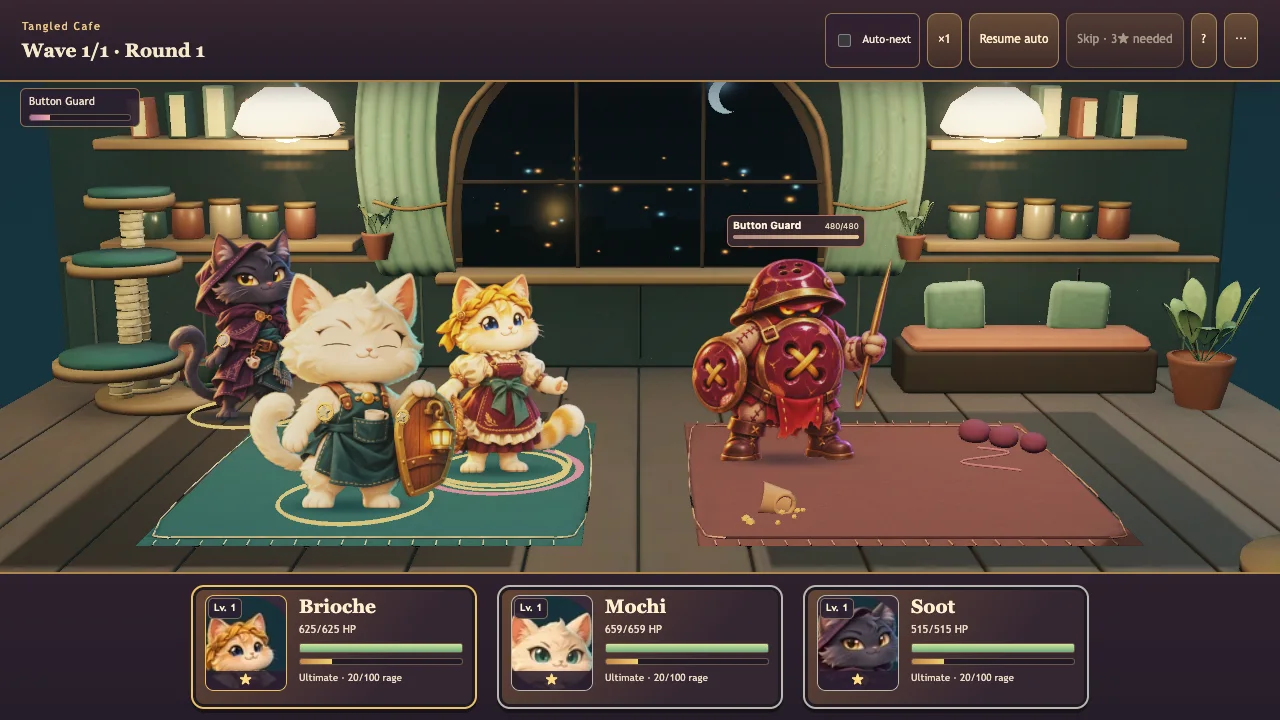 Tangled Cafe
Wave 1/1 · Round 1
Auto-next
×1
Resume auto
Skip · 3★ needed
?
···
Button Guard
Button Guard 480/480
Lv. 1
Brioche
625/625 HP
Ultimate · 20/100 rage
Lv. 1
Mochi
659/659 HP
Ultimate · 20/100 rage
Lv. 1
Soot
515/515 HP
Ultimate · 20/100 rage